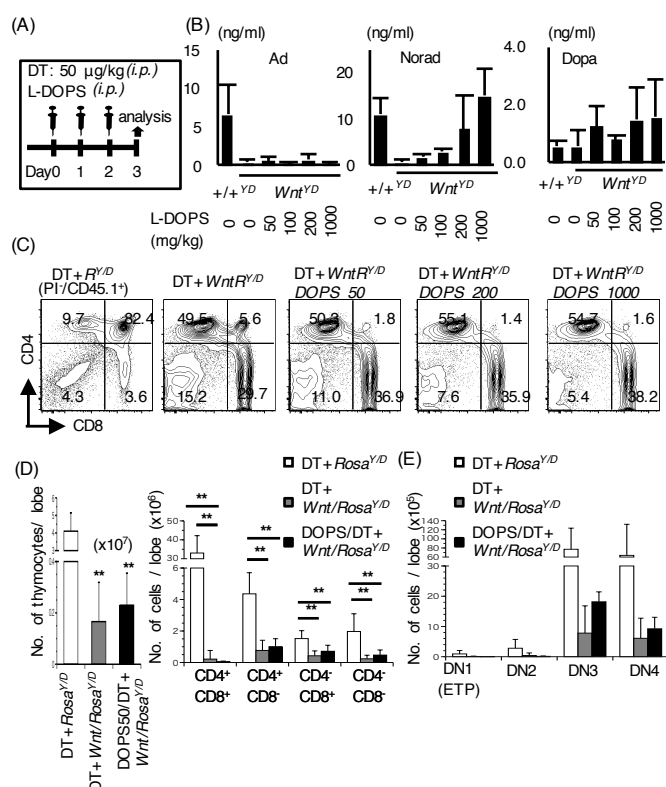 (A)
DT: 50 μg/kg(i.p.)
L-DOPS (i.p.)
analysis
Day0 1 2 3
(B)
(ng/ml) (ng/ml) (ng/ml)
Ad Norad Dopa
15
10
5
0
20
10
0
4.0
2.0
0.0
+/+YD WntYD +/+YD WntYD +/+YD WntYD
L-DOPS
(mg/kg)
0 0 50 100 200 1000
0 0 50 100 200 1000
0 0 50 100 200 1000
(C)
DT+RY/D
(PI-/CD45.1+)
DT+WntRY/D
DT+WntRY/D
DOPS 50
DT+WntRY/D
DOPS 200
DT+WntRY/D
DOPS 1000
9.7 82.4 49.5 5.6 50.3 1.8 55.1 1.4 54.7 1.6
4.3 3.6 15.2 29.7 11.0 36.9 7.6 35.9 5.4 38.2
CD4
CD8
(D)
No. of thymocytes/ lobe
(x10⁷)
** **
DT+RosaY/D
DT+Wnt/RosaY/D
DOPS50/DT+
Wnt/RosaY/D
No. of cells / lobe (x10⁶)
50
40
30
6
4
2
0
** ** ** ** ** ** ** **
CD4+
CD8+
CD4+
CD8-
CD4-
CD8+
CD4-
CD8-
DT+RosaY/D
DT+
Wnt/RosaY/D
DOPS/DT+
Wnt/RosaY/D
(E)
No. of cells / lobe (x10⁵)
140
120
100
80
60
30
20
10
0
DN1
(ETP)
DN2 DN3 DN4
DT+RosaY/D
DT+
Wnt/RosaY/D
DOPS/DT+
Wnt/RosaY/D